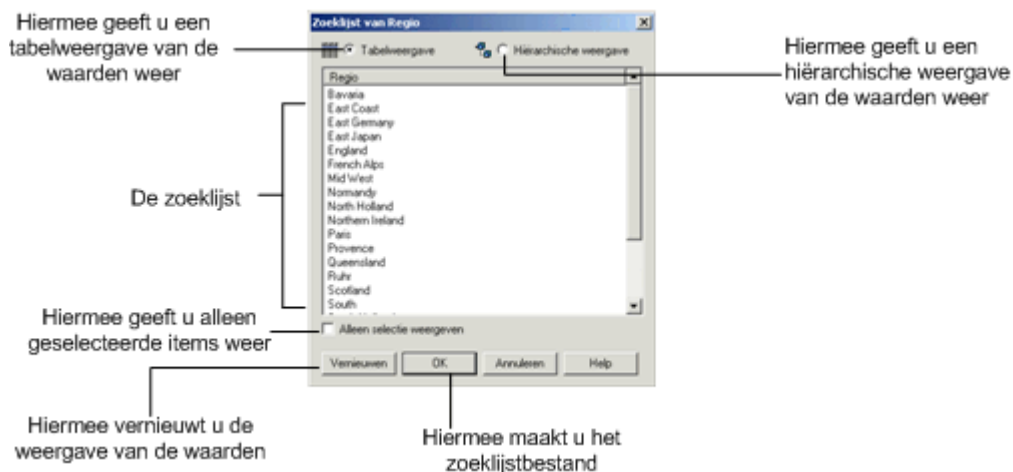 Hiermee geeft u een
tabelweergave van de
waarden weer
Zoeklijst van Regio
Tabelweergave
Hiërarchische weergave
Hiermee geeft u een
hiërarchische weergave
van de waarden weer
Regio
Bavaria
East Coast
East Germany
East Japan
England
French Alps
Mid West
Normandy
North Holland
Northern Ireland
Paris
Provence
Queensland
Ruhr
Scotland
South
De zoeklijst
Hiermee geeft u alleen
geselecteerde items weer
Alleen selectie weergeven
Vernieuwen
OK
Annuleren
Help
Hiermee vernieuwt u de
weergave van de waarden
Hiermee maakt u het
zoeklijstbestand